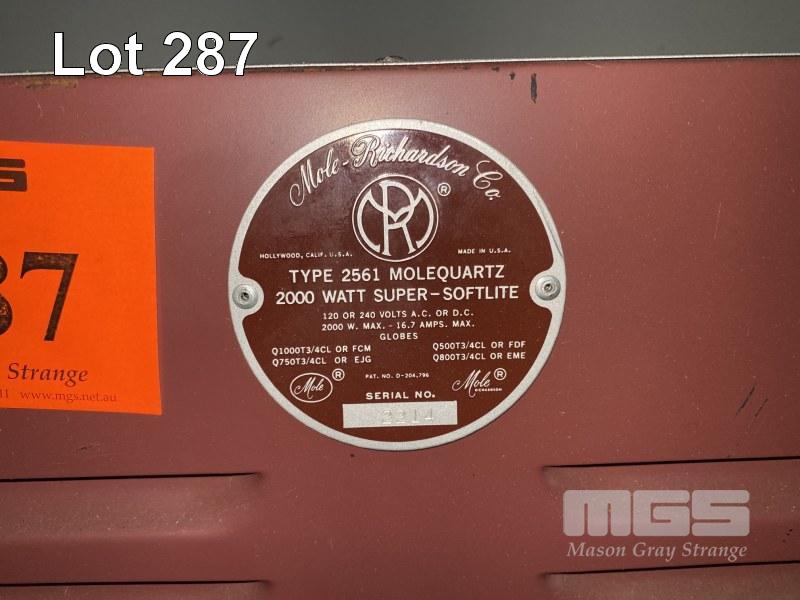 Lot 287
Mole-Richardson Co.
MR ®
HOLLYWOOD, CALIF. U.S.A. MADE IN U.S.A.
TYPE 2561 MOLEQUARTZ
2000 WATT SUPER-SOFTLITE
120 OR 240 VOLTS A.C. OR D.C.
2000 W. MAX. - 16.7 AMPS. MAX.
GLOBES
Q1000T3/4CL OR FCM Q500T3/4CL OR FDF
Q750T3/4CL OR EJG Q800T3/4CL OR EME
PAT. NO. D-204,796
Mole ® Mole ®
RICHARDSON
SERIAL NO.
2214
S
87
Strange
www.mgs.net.au
MGS
Mason Gray Strange